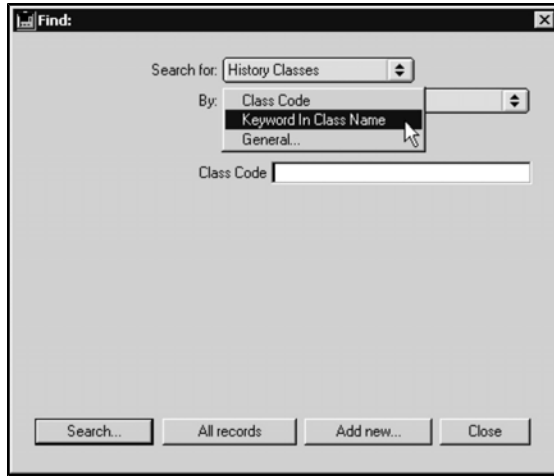 Find:
Search for: History Classes
By: Class Code
Keyword In Class Name
General...
Class Code
Search... All records Add new... Close